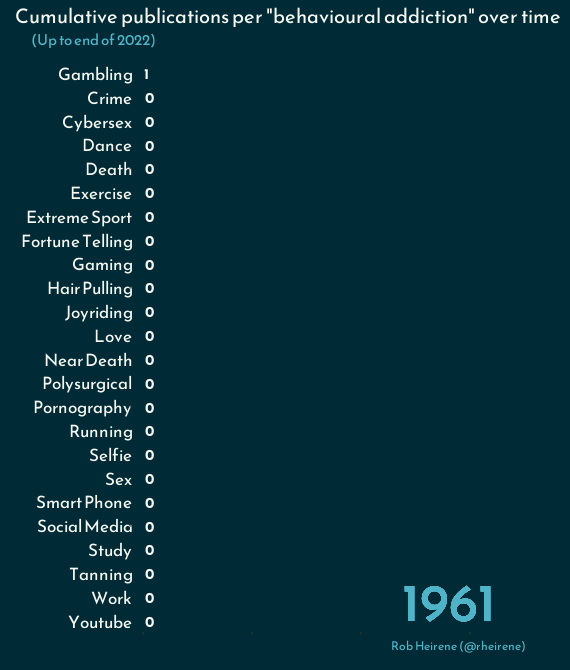 Cumulative publications per "behavioural addiction" over time
(Up to end of 2022)
Gambling 1
Crime 0
Cybersex 0
Dance 0
Death 0
Exercise 0
Extreme Sport 0
Fortune Telling 0
Gaming 0
Hair Pulling 0
Joyriding 0
Love 0
Near Death 0
Polysurgical 0
Pornography 0
Running 0
Selfie 0
Sex 0
Smart Phone 0
Social Media 0
Study 0
Tanning 0
Work 0
Youtube 0
1961
Rob Heirene (@rheirene)